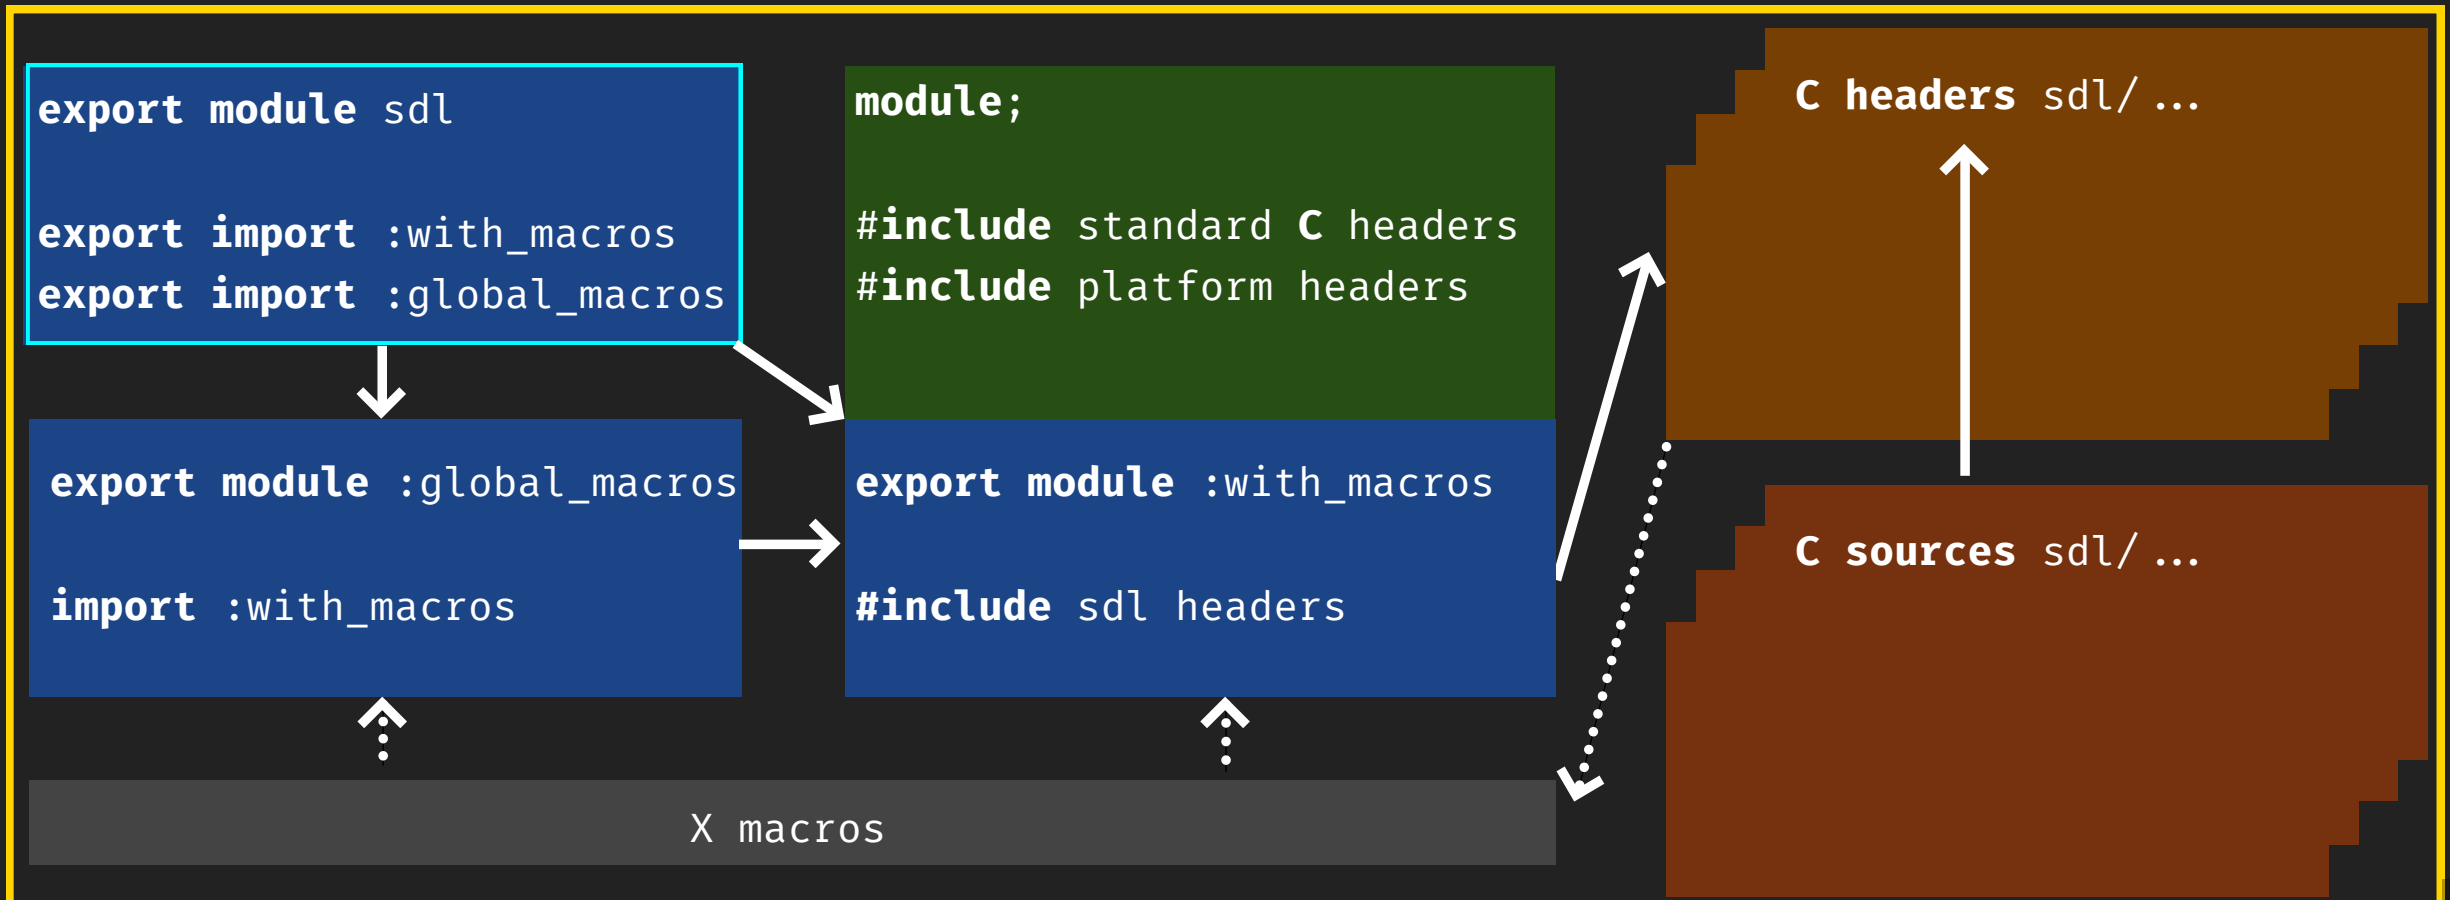 export module sdl
export import :with_macros
export import :global_macros
module;
#include standard C headers
#include platform headers
C headers sdl/...
export module :global_macros
import :with_macros
export module :with_macros
#include sdl headers
C sources sdl/...
X macros